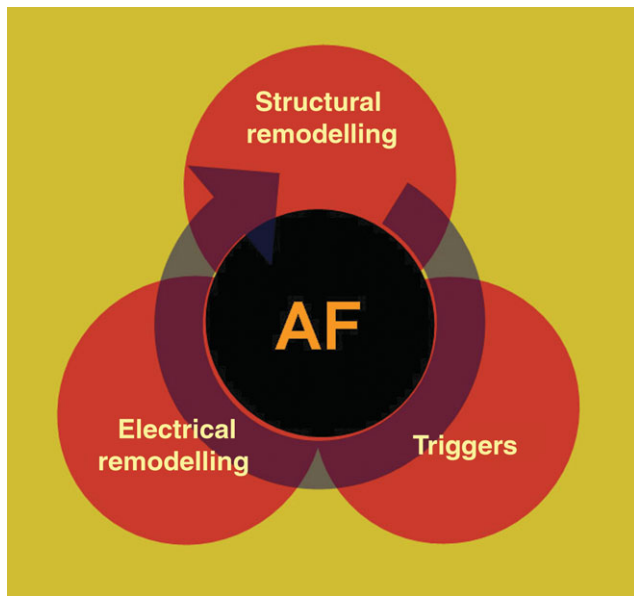 Structural
remodelling
AF
Electrical
remodelling
Triggers